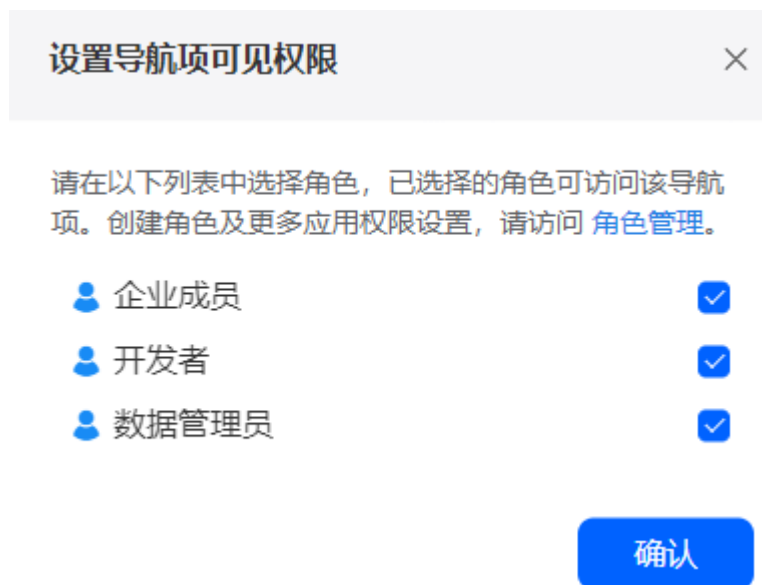 设置导航项可见权限
请在以下列表中选择角色，已选择的角色可访问该导航
项。创建角色及更多应用权限设置，请访问 角色管理。
企业成员
开发者
数据管理员
确认